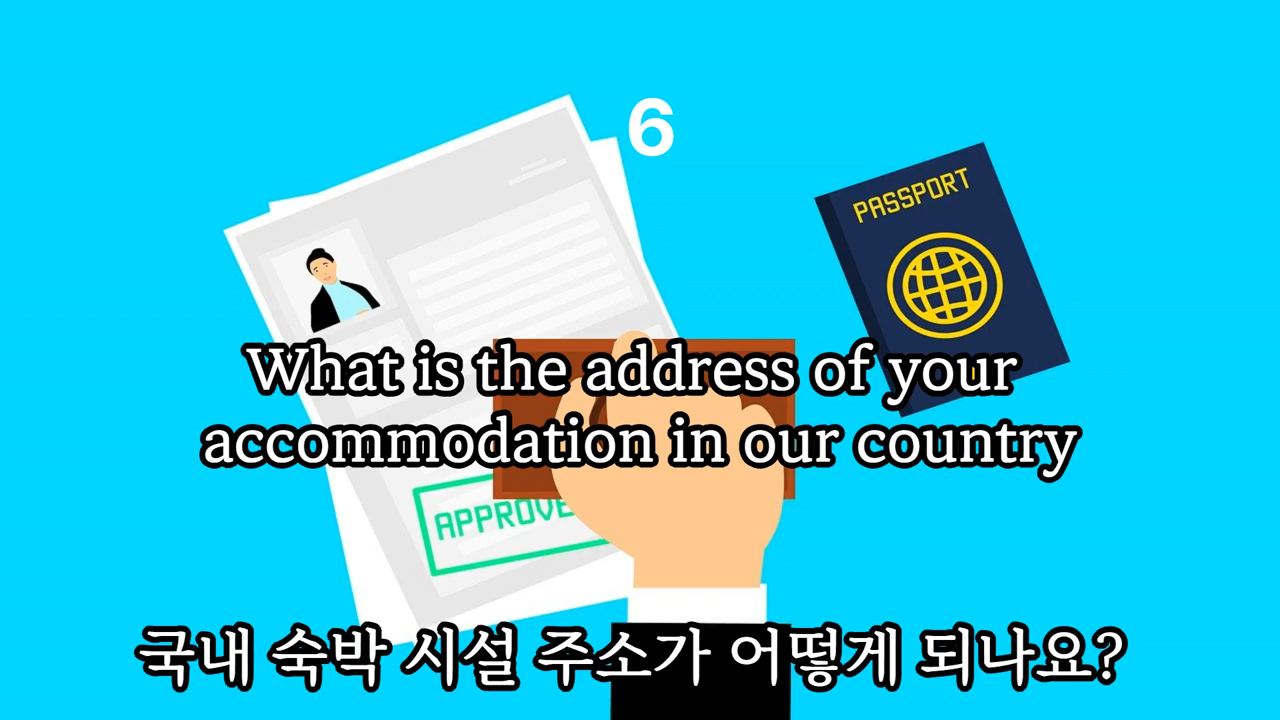 6
PASSPORT
What is the address of your
accommodation in our country
APPROVE
국내 숙박 시설 주소가 어떻게 되나요?